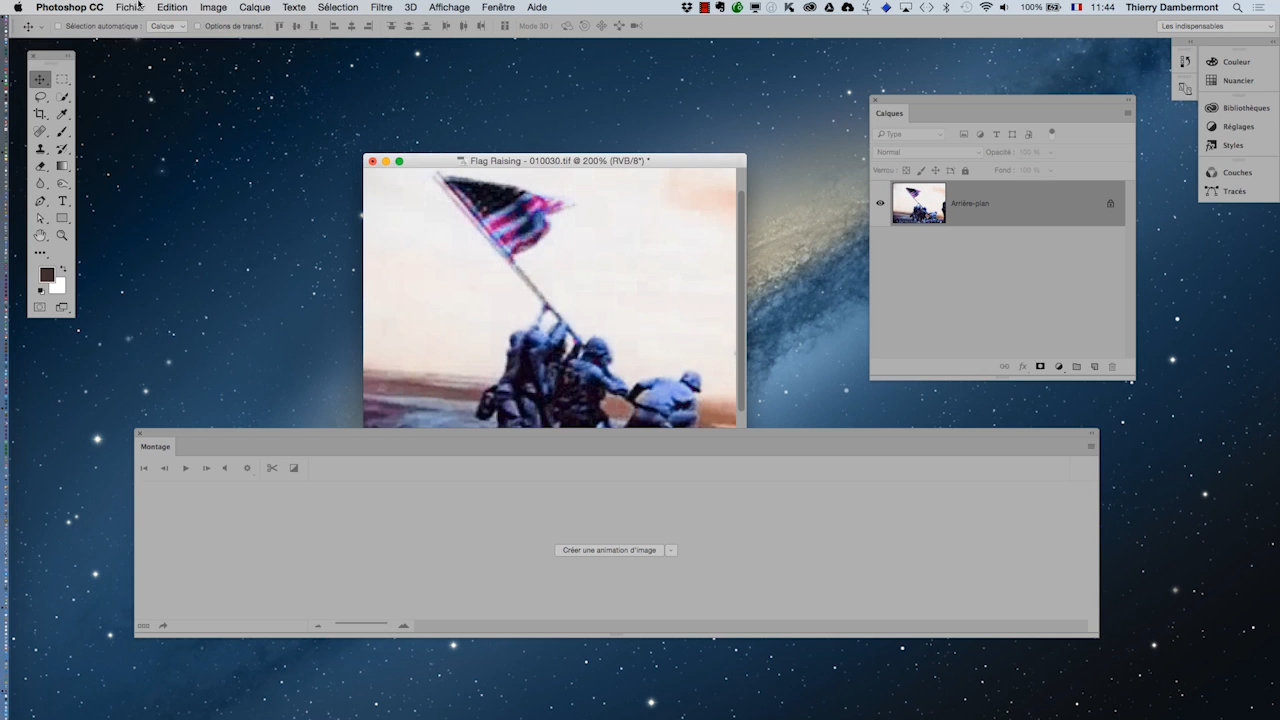 Photoshop CC Fichier Edition Image Calque Texte Sélection Filtre 3D Affichage Fenêtre Aide 100% 11:44 Thierry Dambermont
Sélection automatique : Calque Options de transf. Mode 3D : Les indispensables
Couleur
Nuancier
Bibliothèques
Réglages
Styles
Couches
Tracés
Calques
Type
Normal Opacité : 100 %
Verrou : Fond : 100 %
Arrière-plan
Flag Raising - 010030.tif @ 200% (RVB/8*) *
Montage
Créer une animation d'image